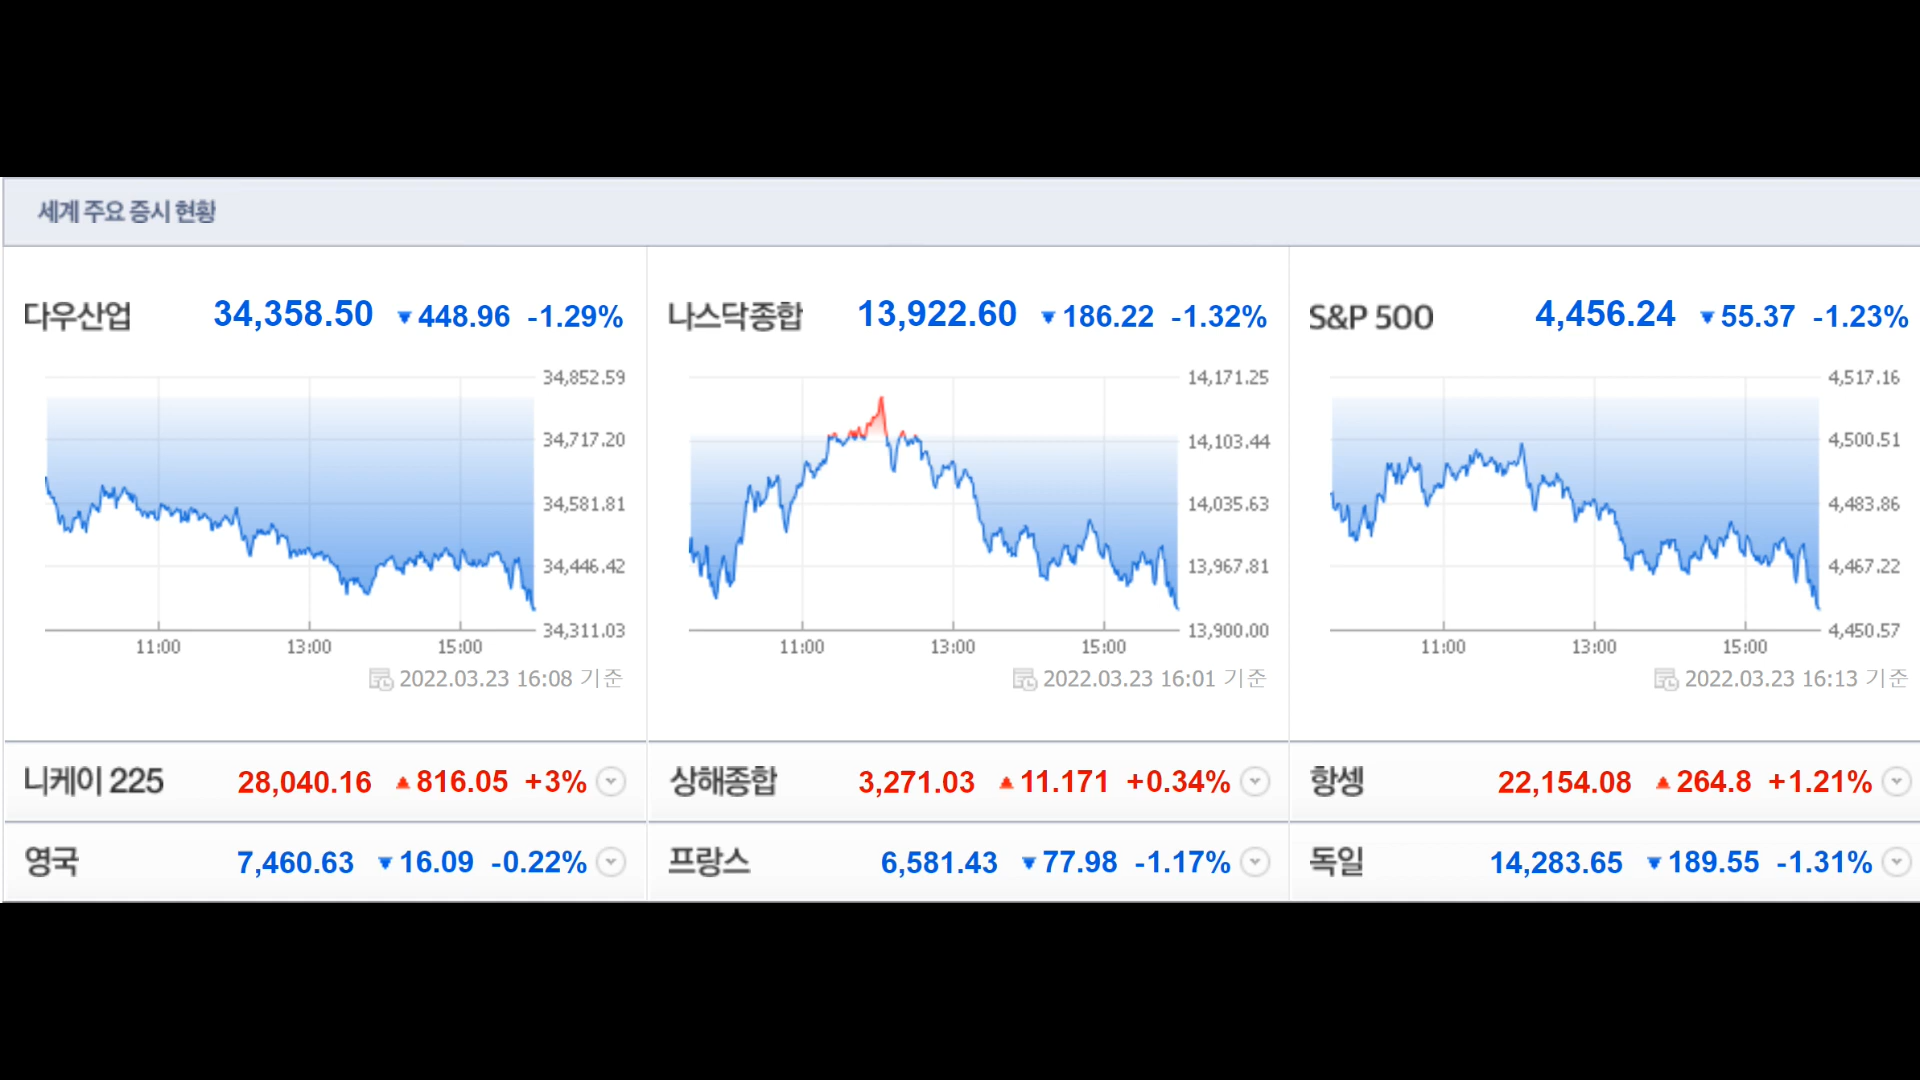 세계 주요 증시 현황
다우산업 34,358.50 ▼448.96 -1.29%
34,852.59
34,717.20
34,581.81
34,446.42
34,311.03
11:00 13:00 15:00
2022.03.23 16:08 기준
나스닥종합 13,922.60 ▼186.22 -1.32%
14,171.25
14,103.44
14,035.63
13,967.81
13,900.00
11:00 13:00 15:00
2022.03.23 16:01 기준
S&P 500 4,456.24 ▼55.37 -1.23%
4,517.16
4,500.51
4,483.86
4,467.22
4,450.57
11:00 13:00 15:00
2022.03.23 16:13 기준
니케이 225 28,040.16 ▲816.05 +3%
상해종합 3,271.03 ▲11.171 +0.34%
항셍 22,154.08 ▲264.8 +1.21%
영국 7,460.63 ▼16.09 -0.22%
프랑스 6,581.43 ▼77.98 -1.17%
독일 14,283.65 ▼189.55 -1.31%